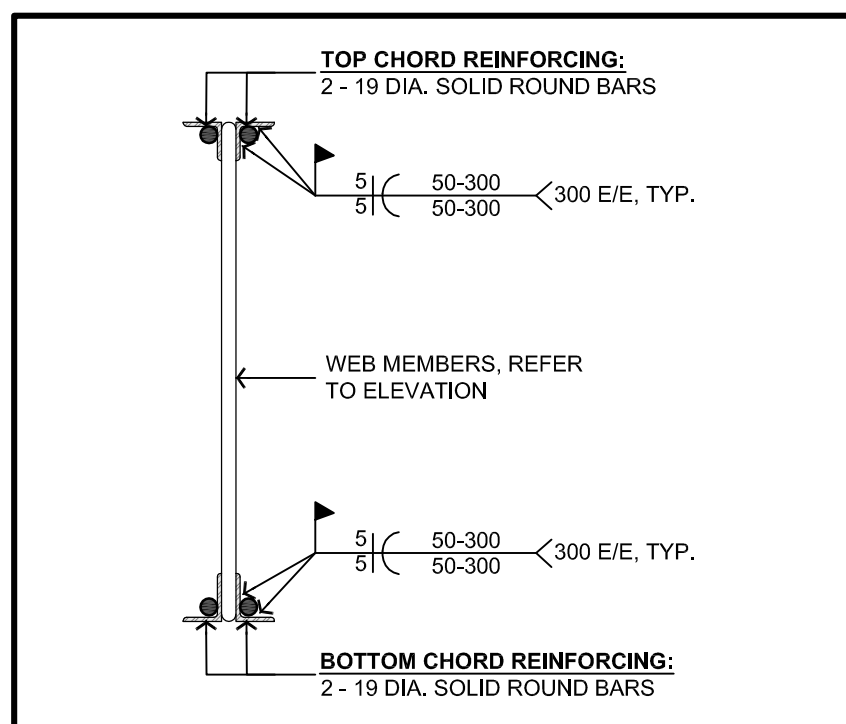 TOP CHORD REINFORCING:
2 - 19 DIA. SOLID ROUND BARS
5 50-300
5 50-300
300 E/E, TYP.
WEB MEMBERS, REFER
TO ELEVATION
5 50-300
5 50-300
300 E/E, TYP.
BOTTOM CHORD REINFORCING:
2 - 19 DIA. SOLID ROUND BARS